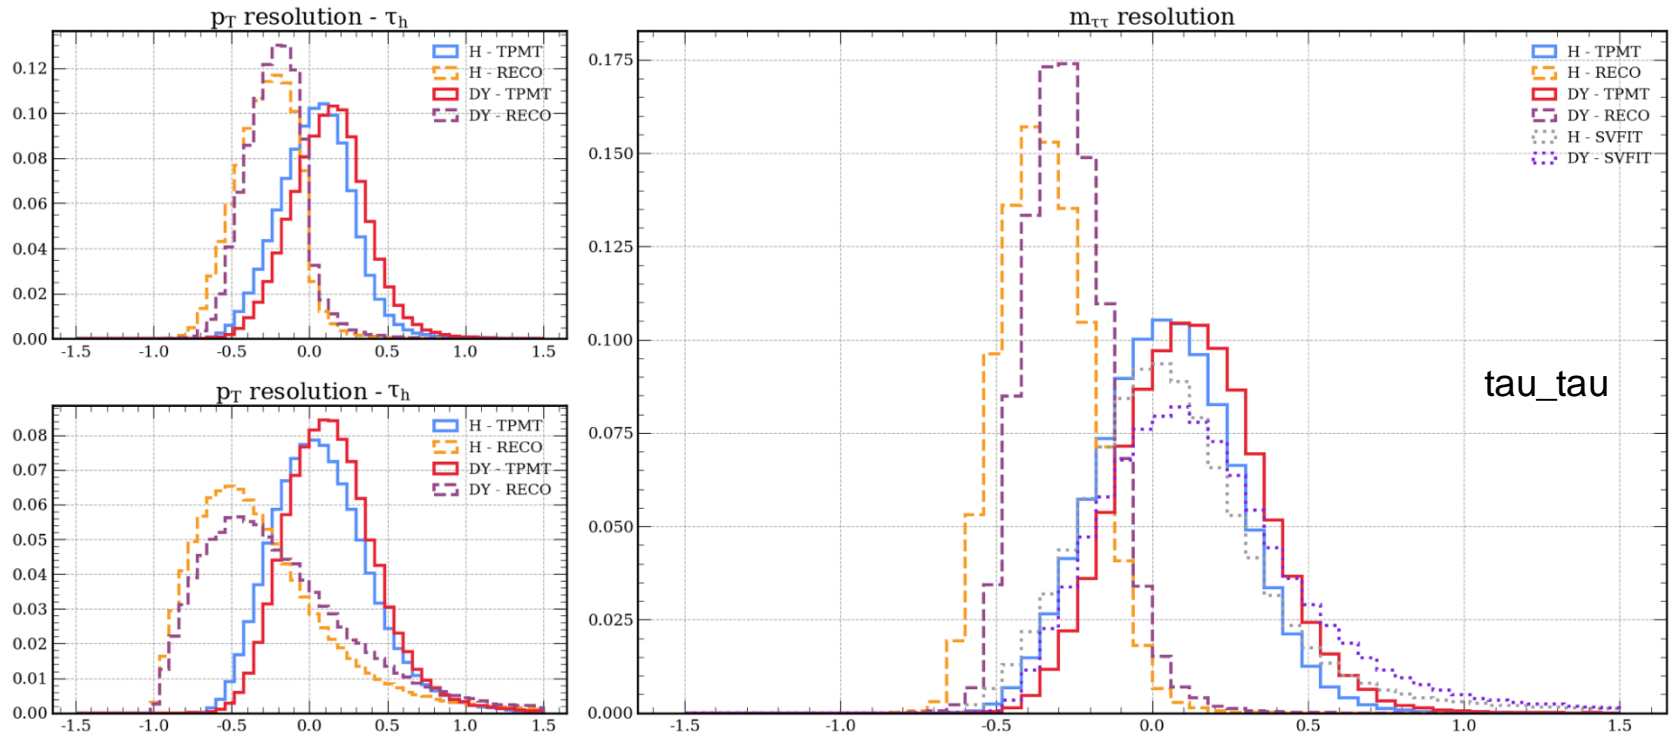 p_T resolution - τ_h
H - TPMT
H - RECO
DY - TPMT
DY - RECO
0.12
0.10
0.08
0.06
0.04
0.02
0.00
-1.5 -1.0 -0.5 0.0 0.5 1.0 1.5
p_T resolution - τ_h
H - TPMT
H - RECO
DY - TPMT
DY - RECO
0.08
0.07
0.06
0.05
0.04
0.03
0.02
0.01
0.00
-1.5 -1.0 -0.5 0.0 0.5 1.0 1.5
m_ττ resolution
H - TPMT
H - RECO
DY - TPMT
DY - RECO
H - SVFIT
DY - SVFIT
tau_tau
0.175
0.150
0.125
0.100
0.075
0.050
0.025
0.000
-1.5 -1.0 -0.5 0.0 0.5 1.0 1.5